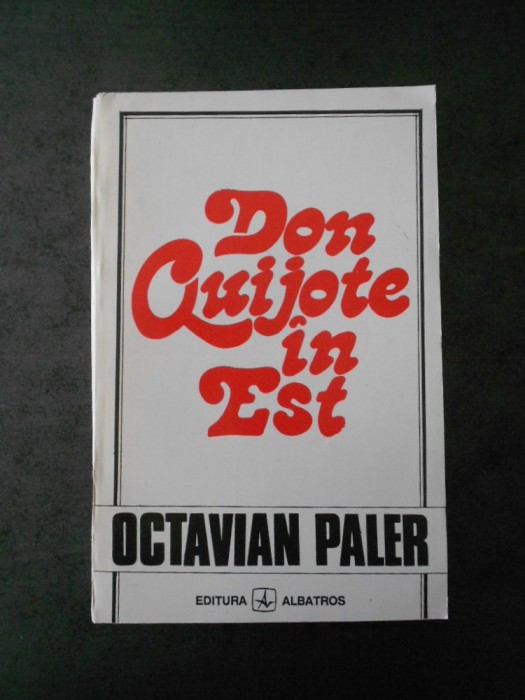 Don
Quijote
în
Est
OCTAVIAN PALER
EDITURA ALBATROS